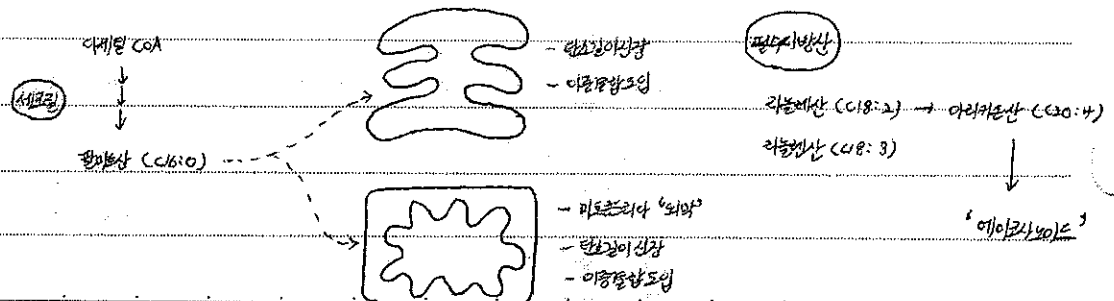 아세틸 COA
세포질
팔미트산 (C16:0)
- 탄소길이신장
- 이중결합도입
- 미토콘드리아 "외막"
- 탄소길이 신장
- 이중결합도입
필수지방산
리놀레산 (C18:2) → 아라키돈산 (C20:4)
리놀렌산 (C18:3)
'에이코사노이드'